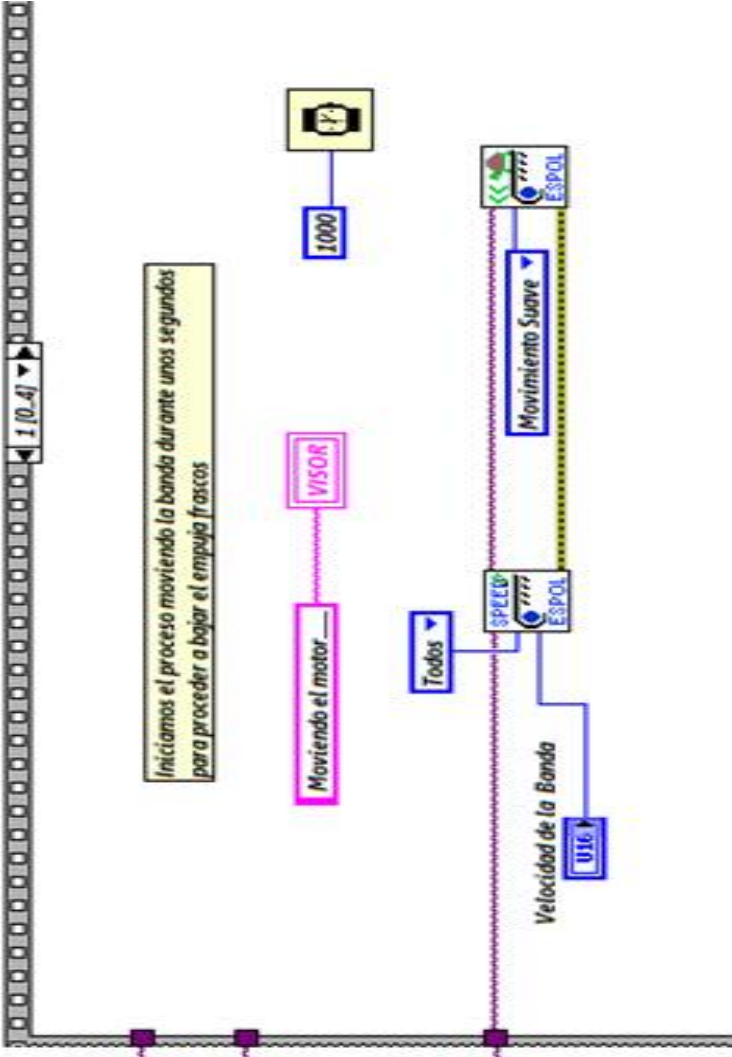 1 [0..4]
Iniciamos el proceso moviendo la banda durante unos segundos
para proceder a bajar el empuja frascos
Moviendo el motor__
VISOR
1000
Todos
SPEED
ESPOL
Movimiento Suave
ESPOL
Velocidad de la Banda
U16